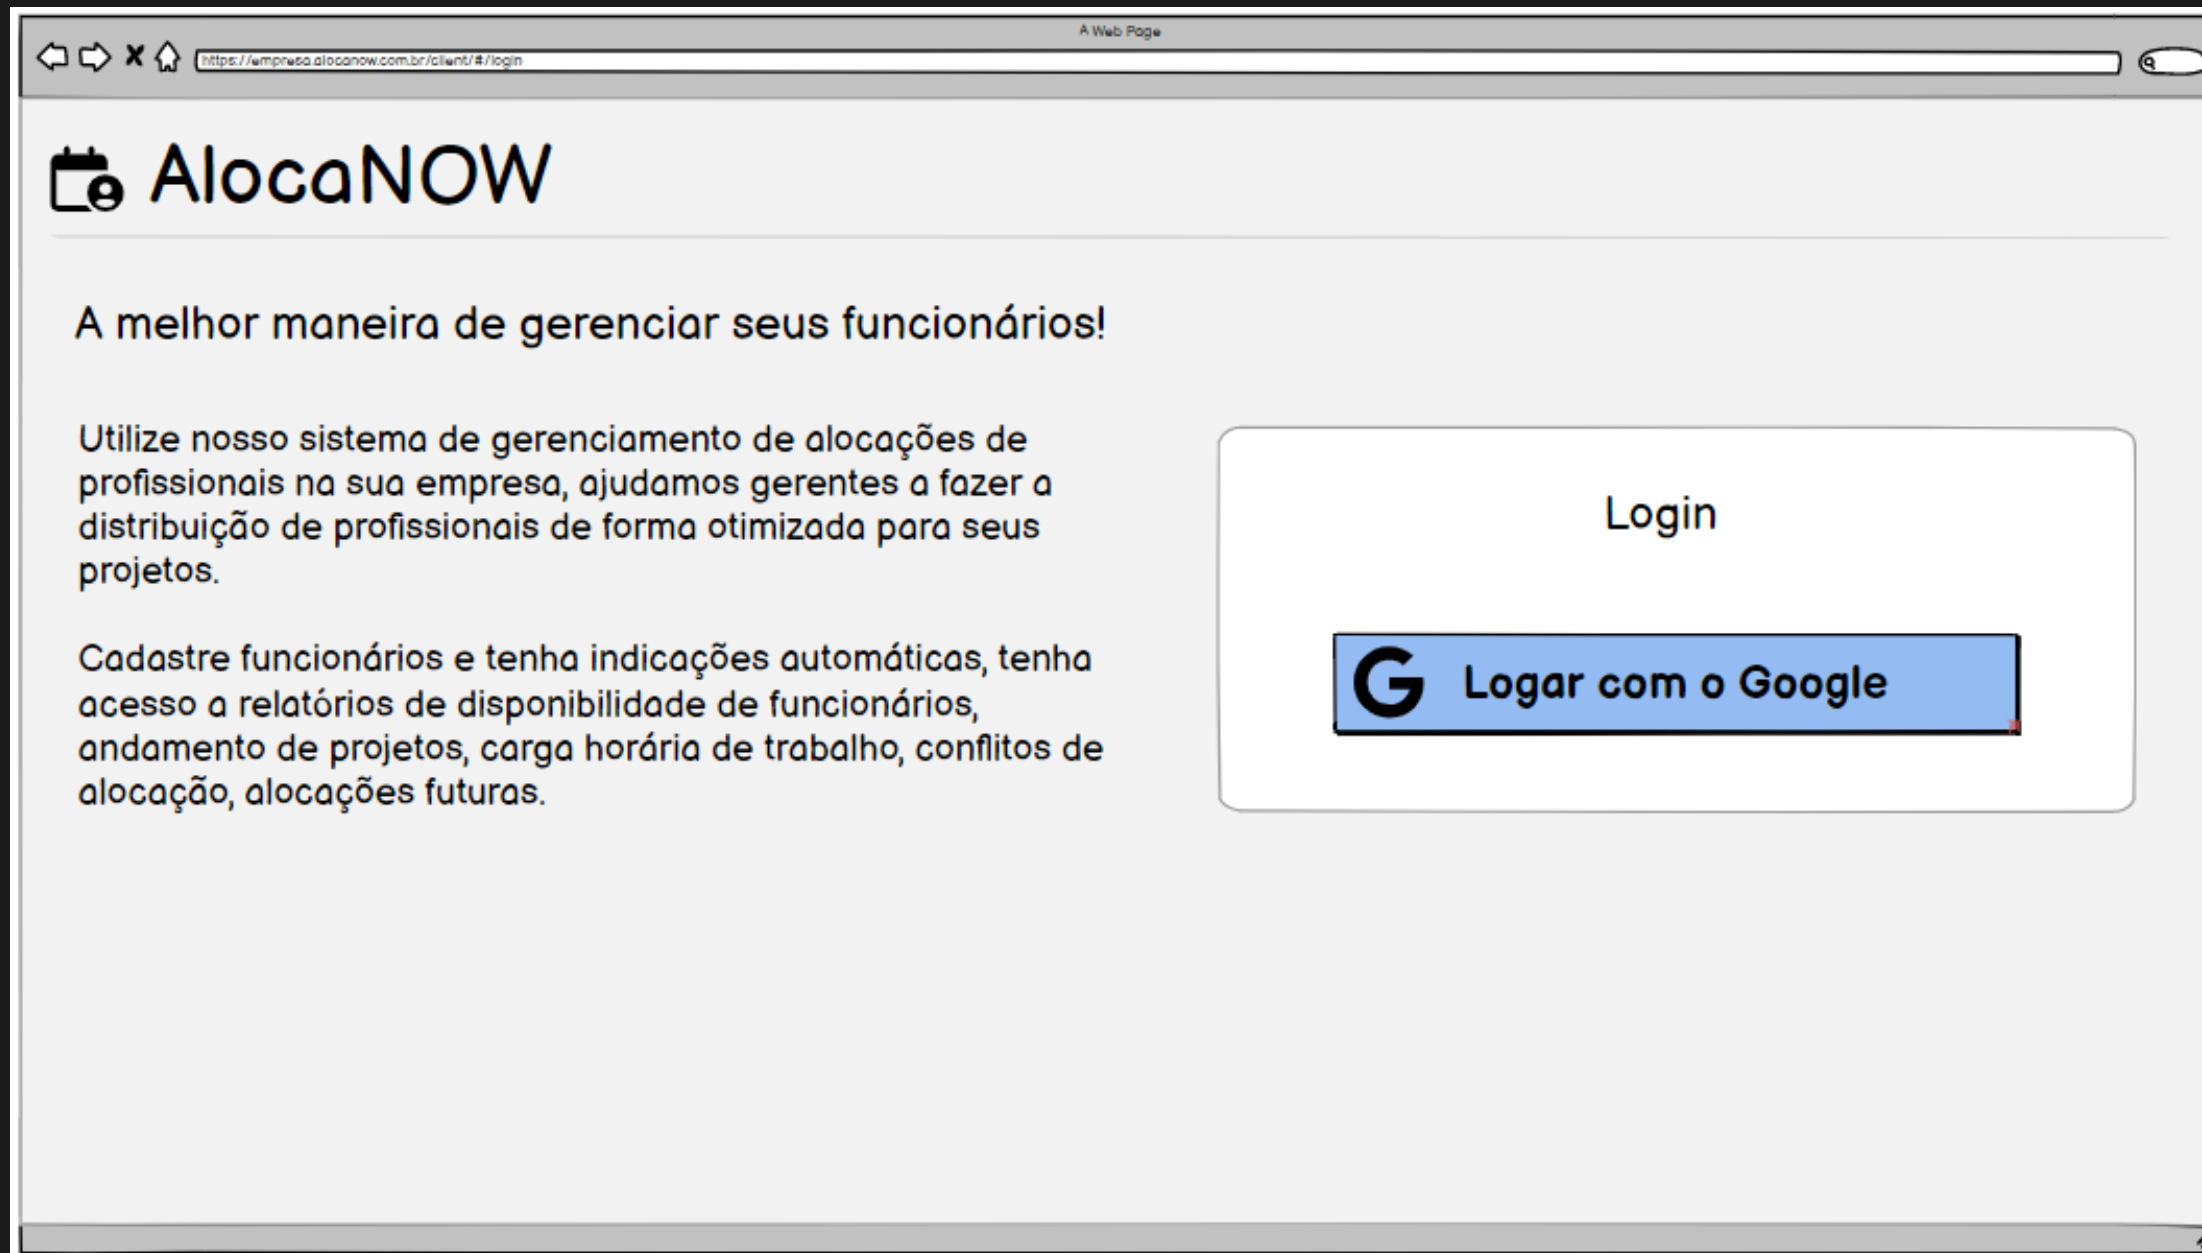 A Web Page
https://empresa.alocanow.com.br/client/#/login
AlocaNOW
A melhor maneira de gerenciar seus funcionários!
Utilize nosso sistema de gerenciamento de alocações de
profissionais na sua empresa, ajudamos gerentes a fazer a
distribuição de profissionais de forma otimizada para seus
projetos.
Cadastre funcionários e tenha indicações automáticas, tenha
acesso a relatórios de disponibilidade de funcionários,
andamento de projetos, carga horária de trabalho, conflitos de
alocação, alocações futuras.
Login
G Logar com o Google